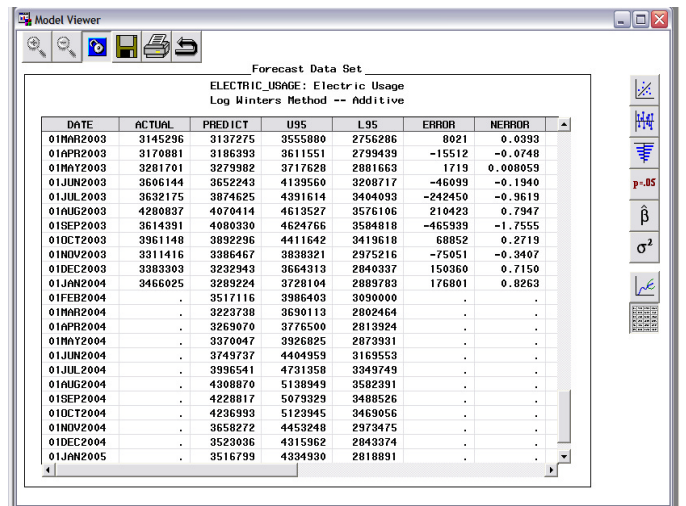 Model Viewer
Forecast Data Set
ELECTRIC_USAGE: Electric Usage
Log Winters Method -- Additive
DATE ACTUAL PREDICT U95 L95 ERROR NERROR
01MAR2003 3145296 3137275 3555880 2756286 8021 0.0393
01APR2003 3170881 3186393 3611551 2799439 -15512 -0.0748
01MAY2003 3281701 3279982 3717628 2881663 1719 0.008059
01JUN2003 3606144 3652243 4139560 3208717 -46099 -0.1940
01JUL2003 3632175 3874625 4391614 3404093 -242450 -0.9619
01AUG2003 4280837 4070414 4613527 3576106 210423 0.7947
01SEP2003 3614391 4080330 4624766 3584818 -465939 -1.7555
01OCT2003 3961148 3892296 4411642 3419618 68852 0.2719
01NOV2003 3311416 3386467 3838321 2975216 -75051 -0.3407
01DEC2003 3383303 3232943 3664313 2840337 150360 0.7150
01JAN2004 3466025 3289224 3728104 2889783 176801 0.8263
01FEB2004 . 3517116 3986403 3090000 . .
01MAR2004 . 3223738 3690113 2802464 . .
01APR2004 . 3269070 3776500 2813924 . .
01MAY2004 . 3370047 3926825 2873931 . .
01JUN2004 . 3749737 4404959 3169553 . .
01JUL2004 . 3996541 4731358 3349749 . .
01AUG2004 . 4308870 5138949 3582391 . .
01SEP2004 . 4228817 5079329 3488526 . .
01OCT2004 . 4236993 5123945 3469056 . .
01NOV2004 . 3658272 4453248 2973475 . .
01DEC2004 . 3523036 4315962 2843374 . .
01JAN2005 . 3516799 4334930 2818891 . .
p=.05
β̂
σ²